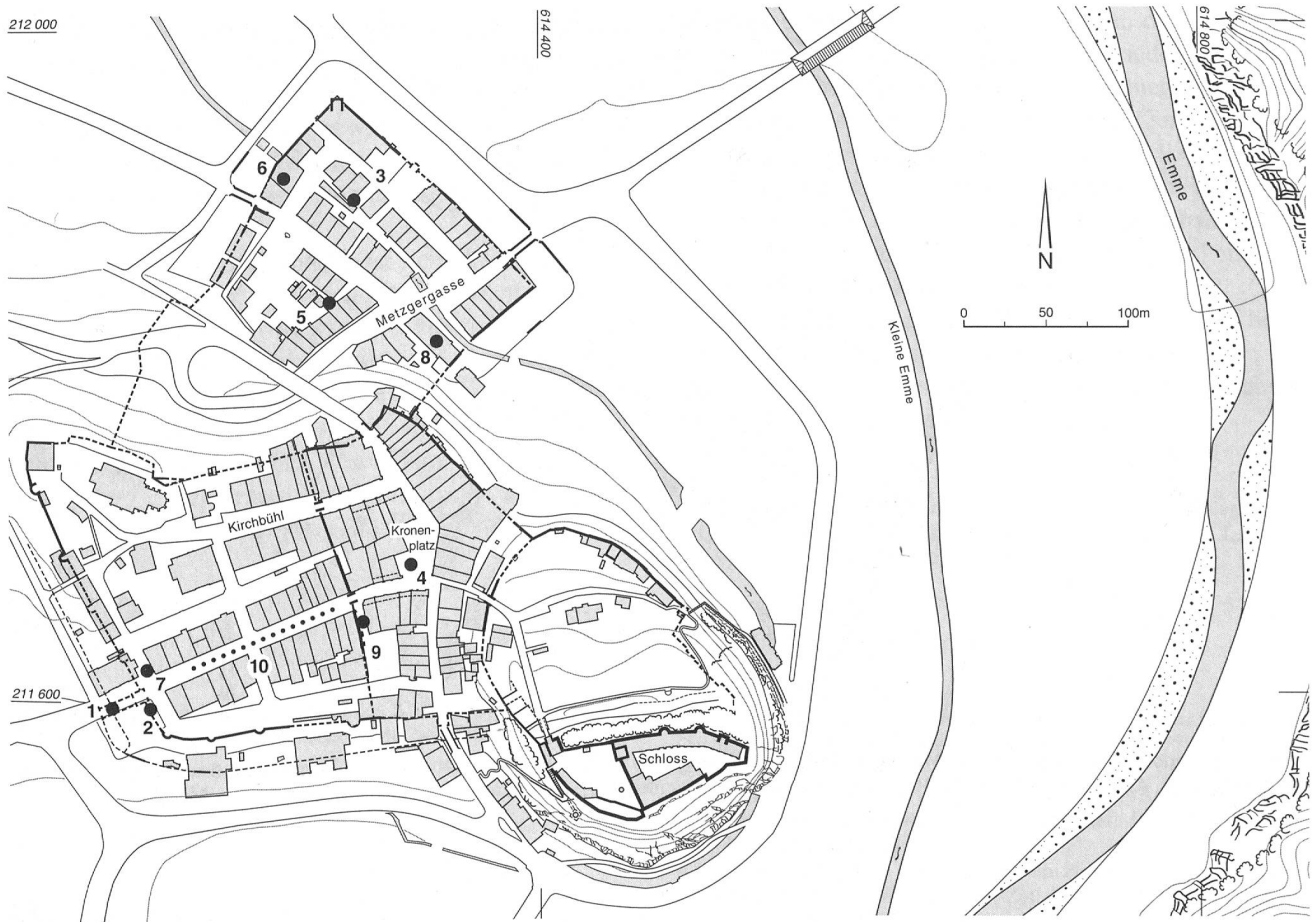 212 000
614 400
614 800
6
3
Emme
N
0 50 100m
5
Metzgergasse
8
Kleine Emme
Kirchbühl
Kronen-
platz
4
9
10
7
211 600
1
2
Schloss